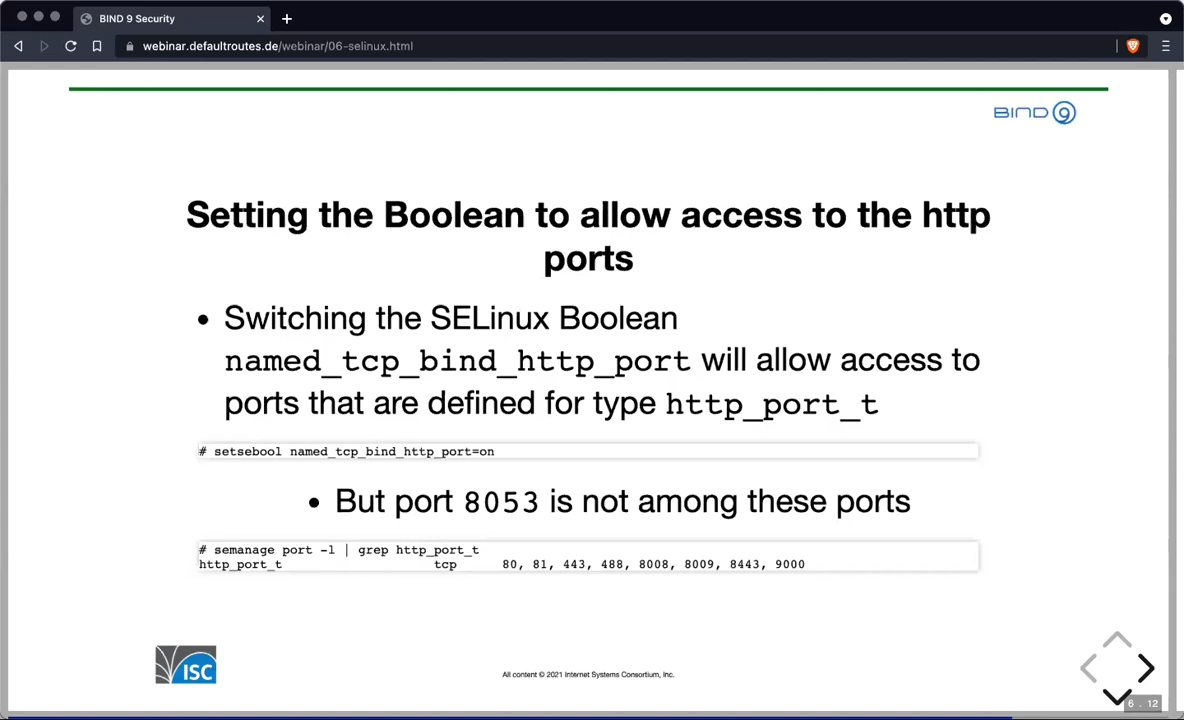 BIND 9 Security
webinar.defaultroutes.de/webinar/06-selinux.html
BIND 9
Setting the Boolean to allow access to the http
ports
• Switching the SELinux Boolean
named_tcp_bind_http_port will allow access to
ports that are defined for type http_port_t
# setsebool named_tcp_bind_http_port=on
• But port 8053 is not among these ports
# semanage port -l | grep http_port_t
http_port_t tcp 80, 81, 443, 488, 8008, 8009, 8443, 9000
ISC
All content © 2021 Internet Systems Consortium, Inc.
6 . 12